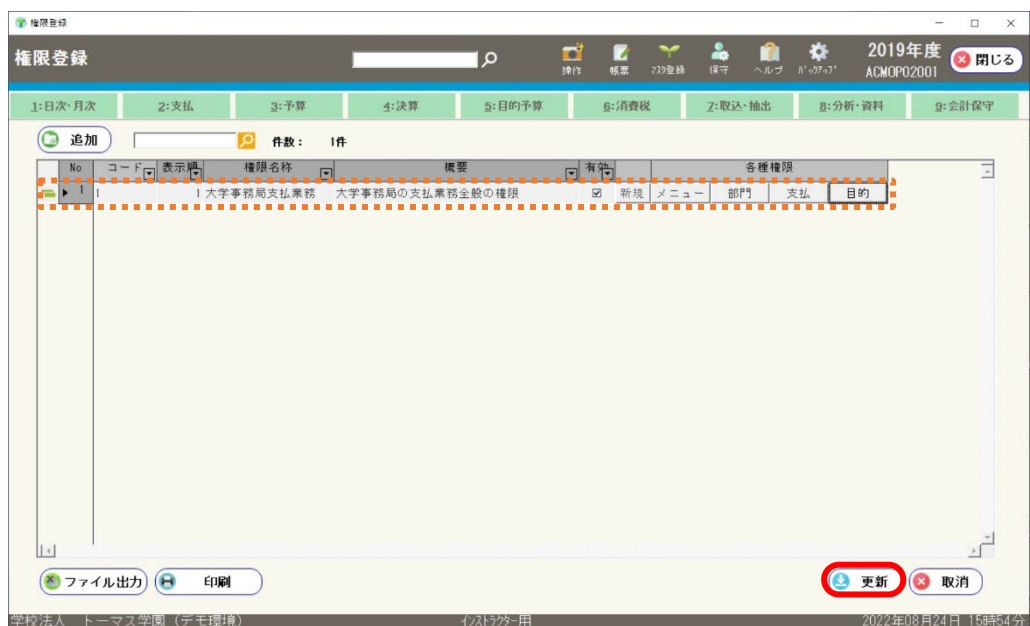 権限登録
権限登録
操作 帳票 ﾏｽﾀ登録 保守 ヘルプ ﾊﾞｯｸｱｯﾌﾟ
2019年度
ACMOP02001
閉じる
1:日次･月次 2:支払 3:予算 4:決算 5:目的予算 6:消費税 7:取込･抽出 8:分析･資料 9:会計保守
追加 件数: 1件
No コード 表示順 権限名称 概要 有効 各種権限
1 1 1 大学事務局支払業務 大学事務局の支払業務全般の権限 新規 メニュー 部門 支払 目的
ファイル出力 印刷 更新 取消
学校法人 トーマス学園（デモ環境） ｲﾝｽﾄﾗｸﾀｰ用 2022年08月24日 15時54分